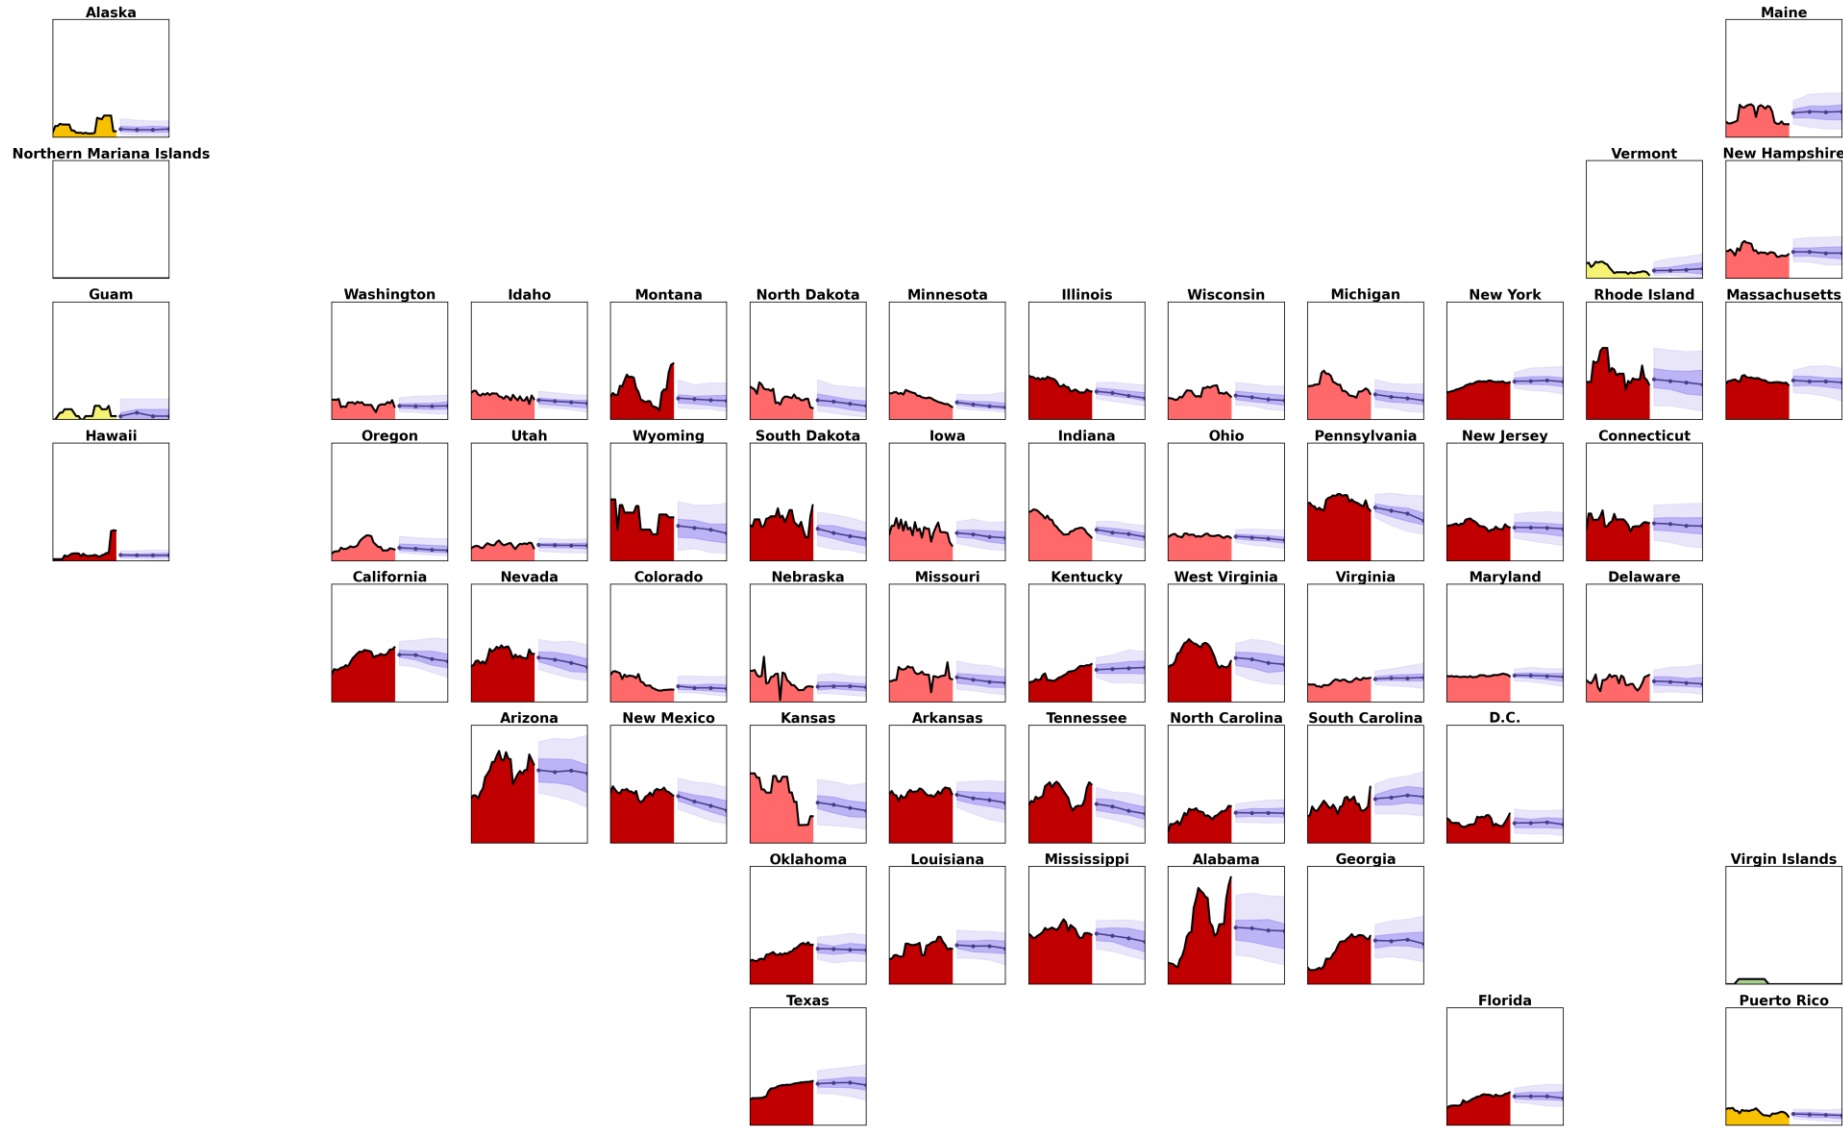 Alaska
Maine
Northern Mariana Islands
Vermont
New Hampshire
Guam
Washington
Idaho
Montana
North Dakota
Minnesota
Illinois
Wisconsin
Michigan
New York
Rhode Island
Massachusetts
Hawaii
Oregon
Utah
Wyoming
South Dakota
Iowa
Indiana
Ohio
Pennsylvania
New Jersey
Connecticut
California
Nevada
Colorado
Nebraska
Missouri
Kentucky
West Virginia
Virginia
Maryland
Delaware
Arizona
New Mexico
Kansas
Arkansas
Tennessee
North Carolina
South Carolina
D.C.
Oklahoma
Louisiana
Mississippi
Alabama
Georgia
Virgin Islands
Texas
Florida
Puerto Rico